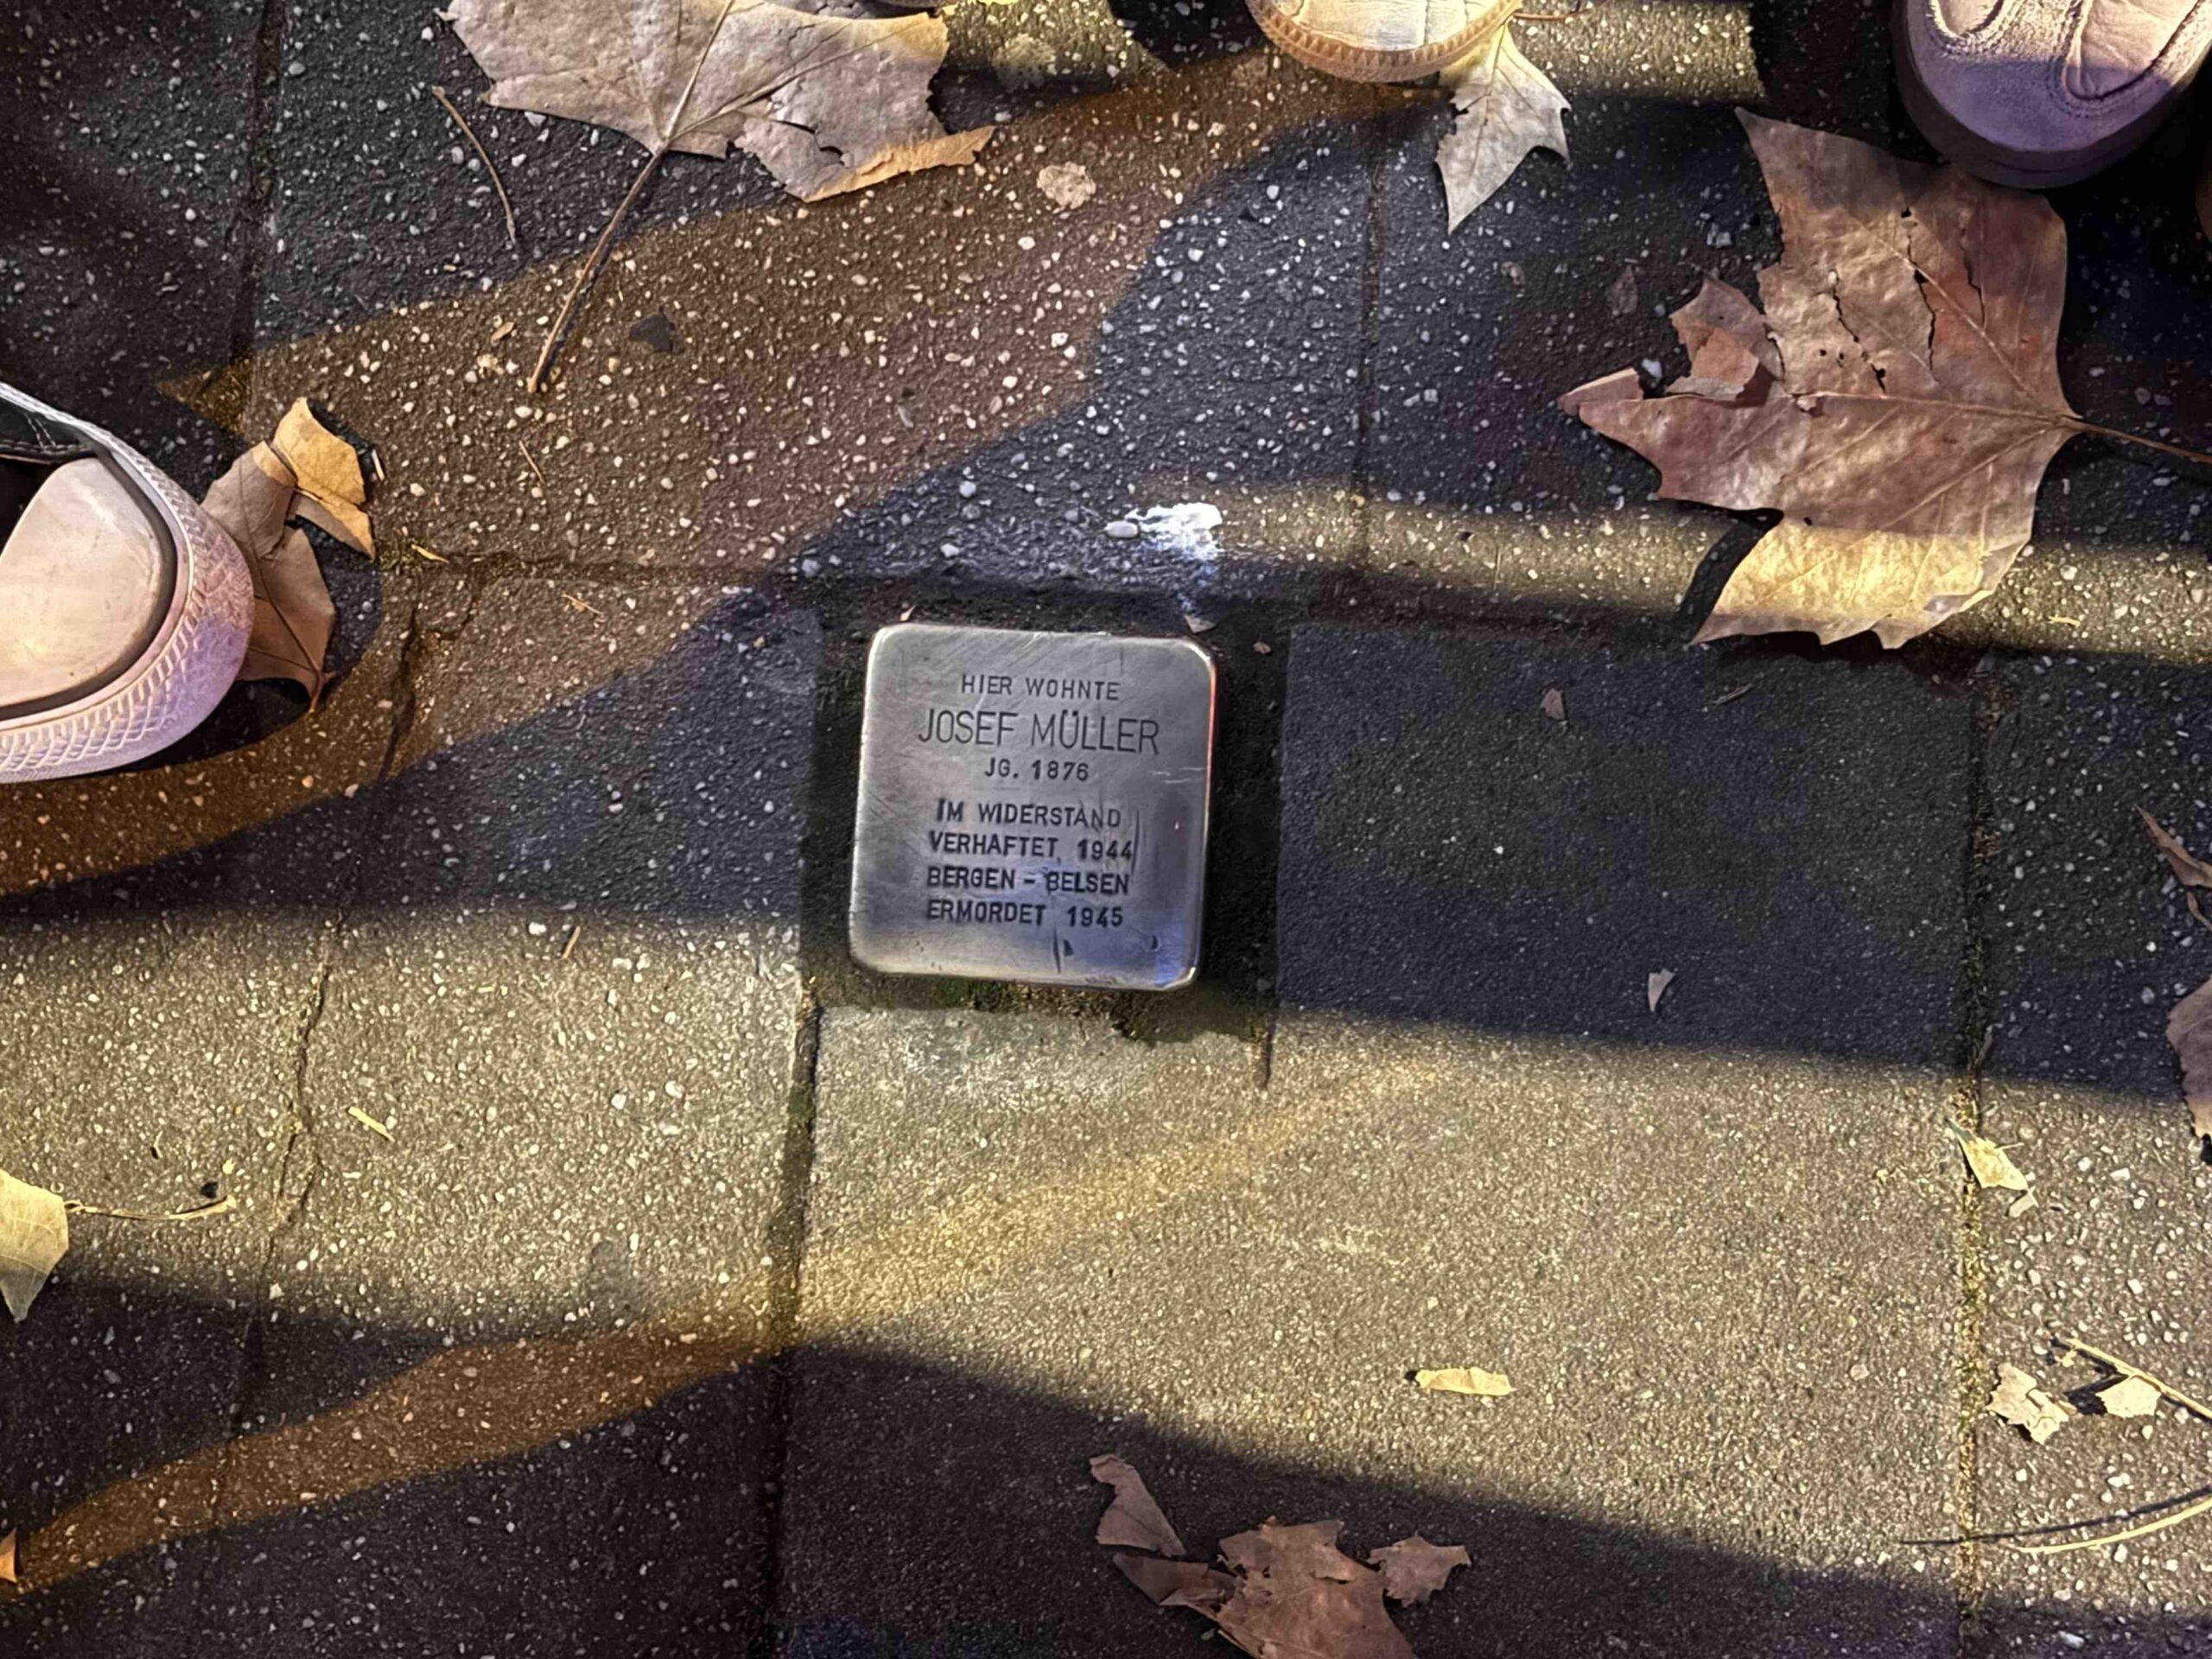 HIER WOHNTE
JOSEF MÜLLER
JG. 1876
IM WIDERSTAND
VERHAFTET 1944
BERGEN - BELSEN
ERMORDET 1945